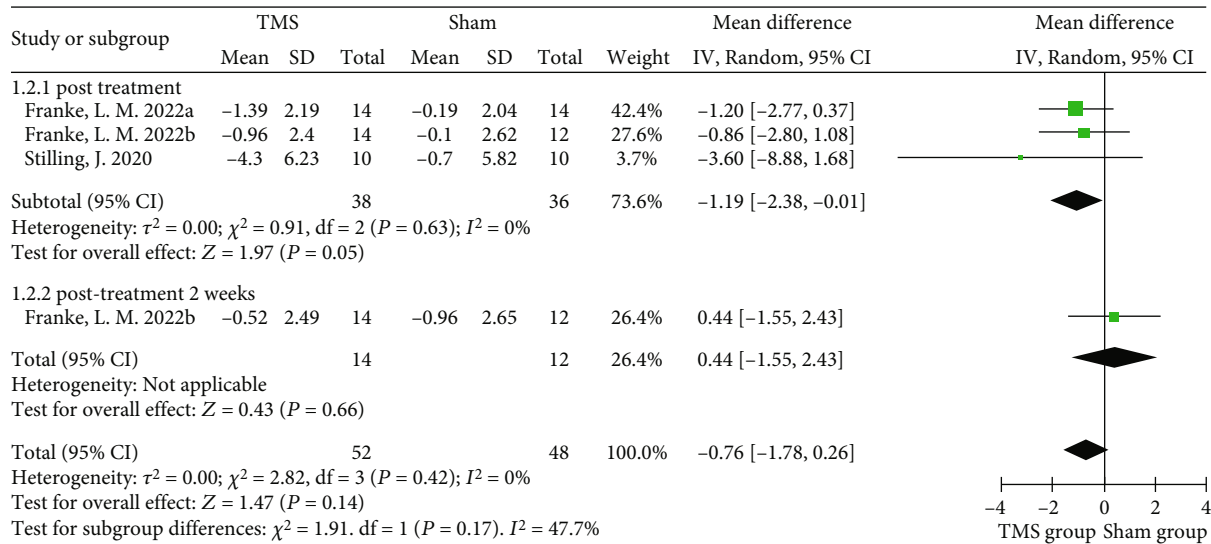 Study or subgroup TMS Sham Mean difference Mean difference
Mean SD Total Mean SD Total Weight IV, Random, 95% CI IV, Random, 95% CI
1.2.1 post treatment
Franke, L. M. 2022a –1.39 2.19 14 –0.19 2.04 14 42.4% –1.20 [–2.77, 0.37]
Franke, L. M. 2022b –0.96 2.4 14 –0.1 2.62 12 27.6% –0.86 [–2.80, 1.08]
Stilling, J. 2020 –4.3 6.23 10 –0.7 5.82 10 3.7% –3.60 [–8.88, 1.68]
Subtotal (95% CI) 38 36 73.6% –1.19 [–2.38, –0.01]
Heterogeneity: τ² = 0.00; χ² = 0.91, df = 2 (P = 0.63); I² = 0%
Test for overall effect: Z = 1.97 (P = 0.05)
1.2.2 post-treatment 2 weeks
Franke, L. M. 2022b –0.52 2.49 14 –0.96 2.65 12 26.4% 0.44 [–1.55, 2.43]
Total (95% CI) 14 12 26.4% 0.44 [–1.55, 2.43]
Heterogeneity: Not applicable
Test for overall effect: Z = 0.43 (P = 0.66)
Total (95% CI) 52 48 100.0% –0.76 [–1.78, 0.26]
Heterogeneity: τ² = 0.00; χ² = 2.82, df = 3 (P = 0.42); I² = 0%
Test for overall effect: Z = 1.47 (P = 0.14)
Test for subgroup differences: χ² = 1.91. df = 1 (P = 0.17). I² = 47.7%
–4 –2 0 2 4
TMS group Sham group